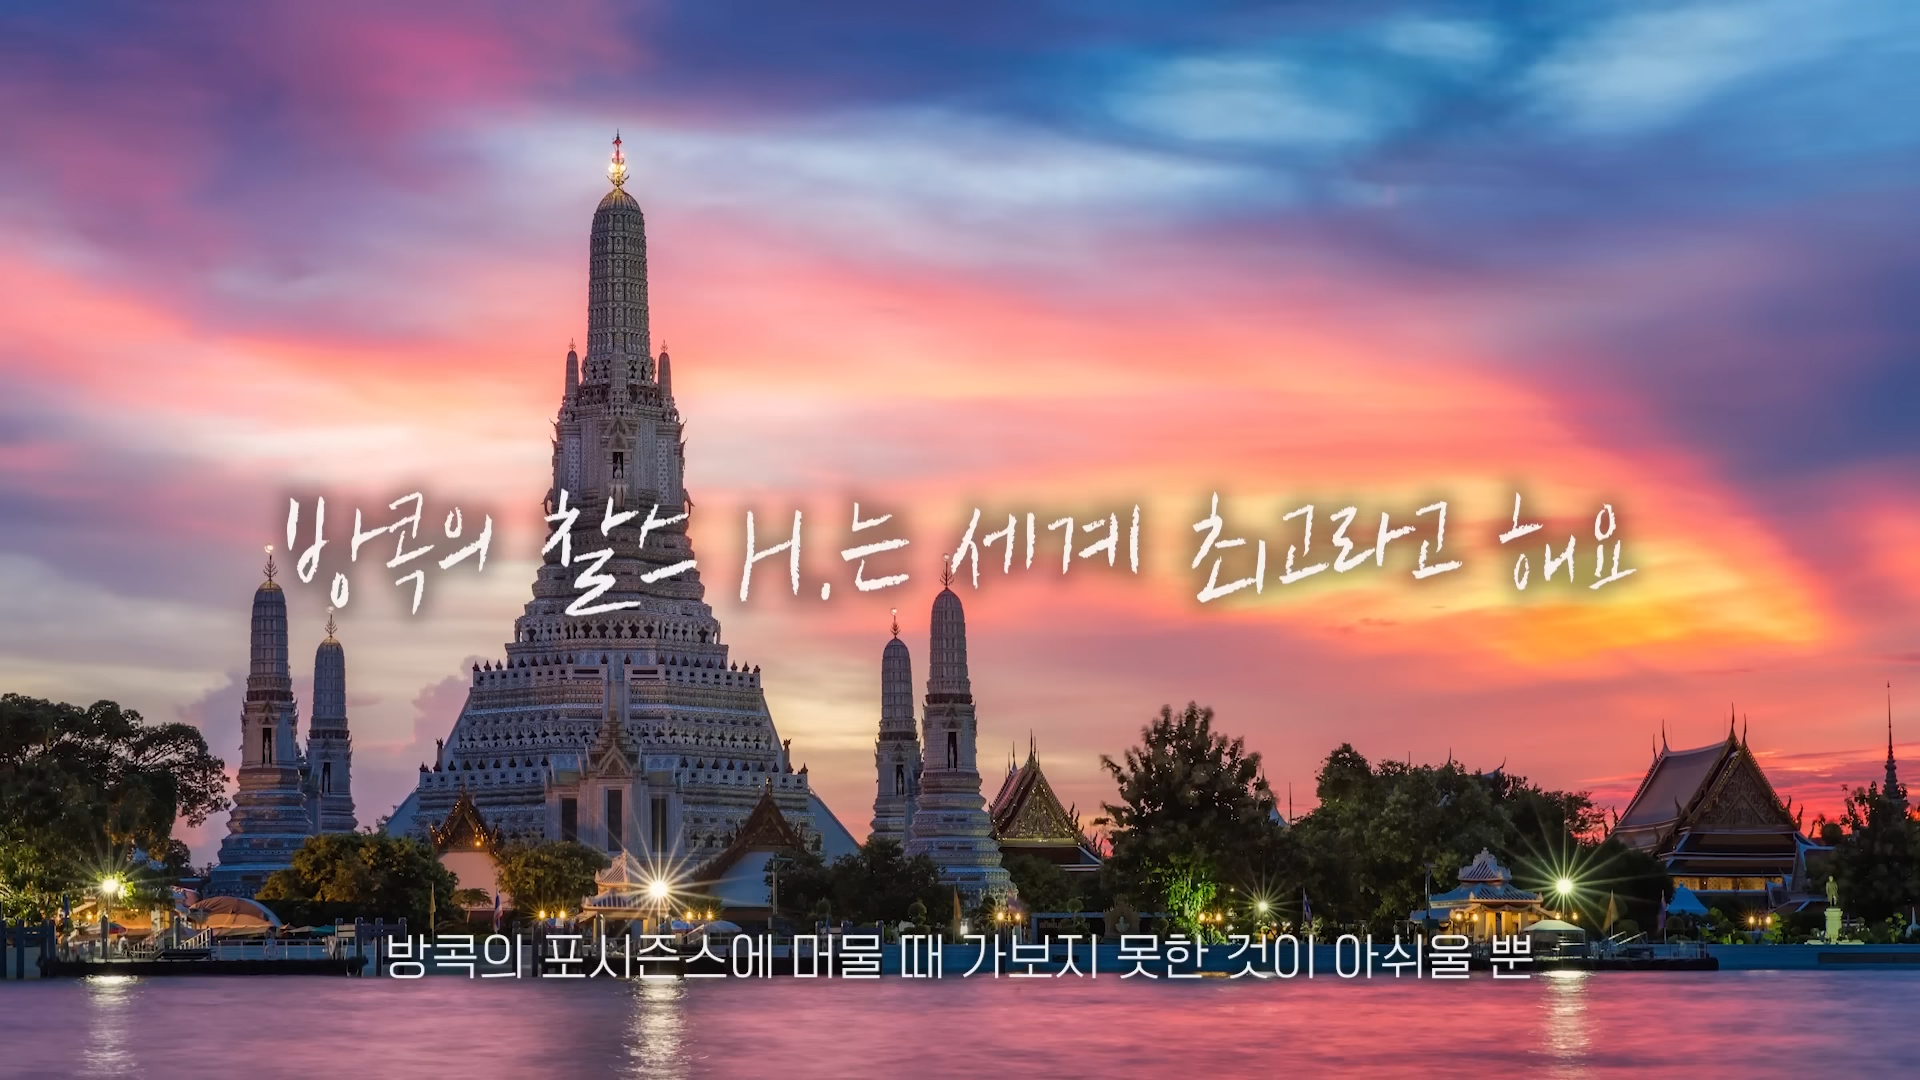 방콕의 찰스 H.는 세계 최고라고 해요
방콕의 포시즌스에 머물 때 가보지 못한 것이 아쉬울 뿐